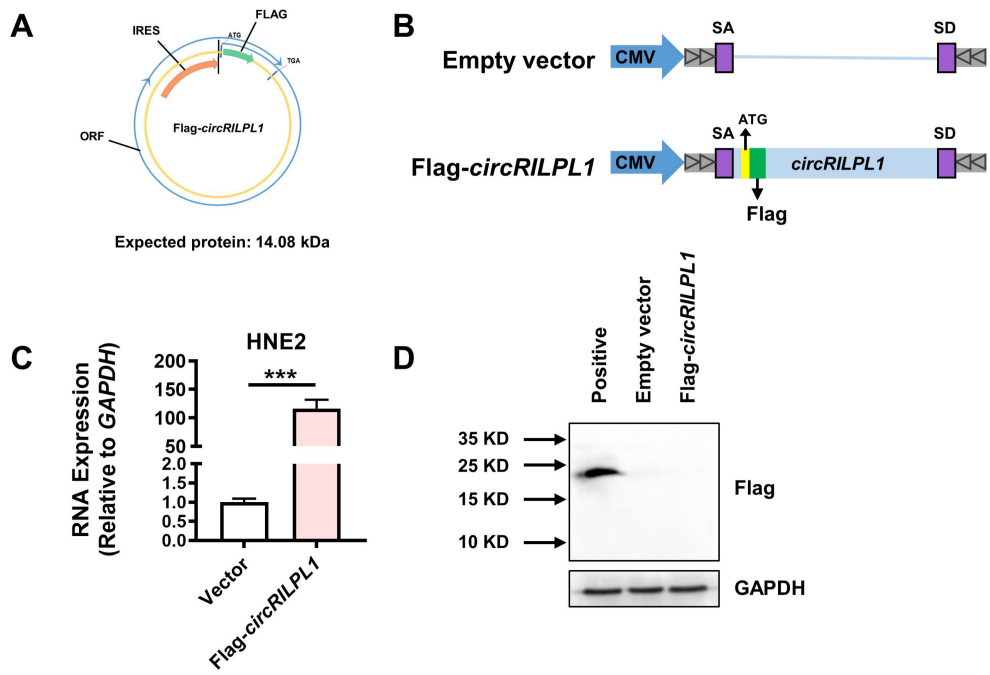 A
IRES
FLAG
ATG
TGA
ORF
Flag-circRILPL1
Expected protein: 14.08 kDa
B
Empty vector
CMV
SA
SD
Flag-circRILPL1
CMV
SA
ATG
SD
circRILPL1
Flag
C
HNE2
***
RNA Expression
(Relative to GAPDH)
200
150
100
50
2.0
1.5
1.0
0.5
0.0
Vector
Flag-circRILPL1
D
Positive
Empty vector
Flag-circRILPL1
35 KD
25 KD
15 KD
10 KD
Flag
GAPDH